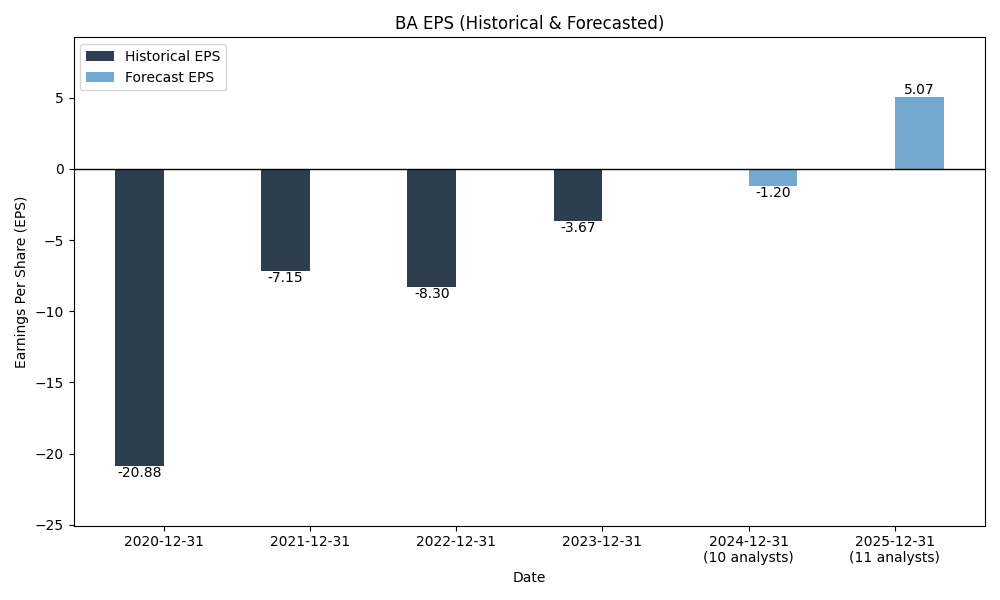 BA EPS (Historical & Forecasted)
Historical EPS
Forecast EPS
Earnings Per Share (EPS)
5
0
−5
−10
−15
−20
−25
-20.88
-7.15
-8.30
-3.67
-1.20
5.07
2020-12-31
2021-12-31
2022-12-31
2023-12-31
2024-12-31
(10 analysts)
2025-12-31
(11 analysts)
Date